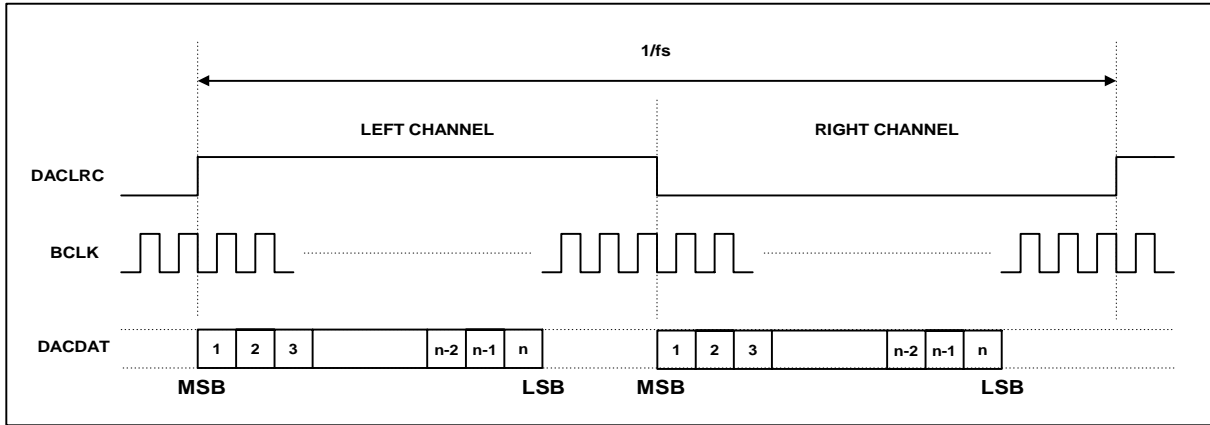 1/fs
LEFT CHANNEL RIGHT CHANNEL
DACLRC
BCLK
DACDAT 1 2 3 n-2 n-1 n 1 2 3 n-2 n-1 n
MSB LSB MSB LSB